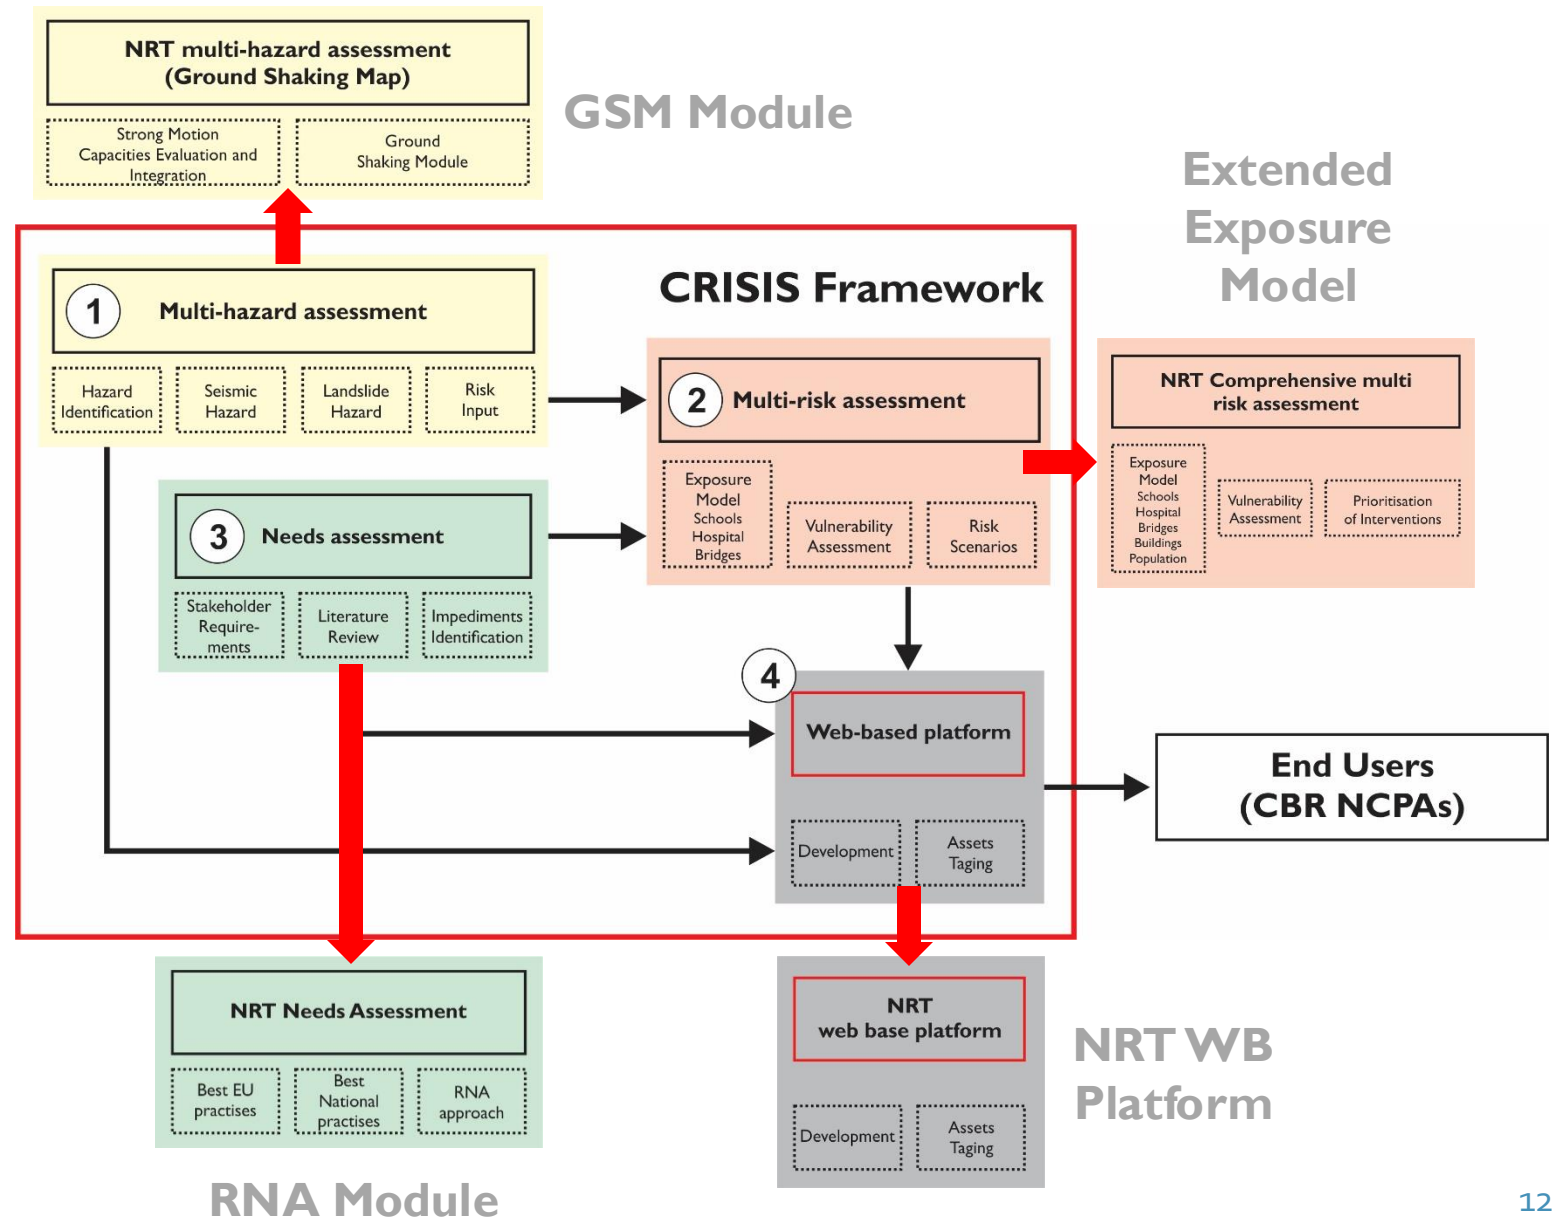 NRT multi-hazard assessment
(Ground Shaking Map)
Strong Motion
Capacities Evaluation and
Integration
Ground
Shaking Module
GSM Module
Extended
Exposure
Model
CRISIS Framework
1
Multi-hazard assessment
Hazard
Identification
Seismic
Hazard
Landslide
Hazard
Risk
Input
2
Multi-risk assessment
Exposure
Model
Schools
Hospital
Bridges
Vulnerability
Assessment
Risk
Scenarios
NRT Comprehensive multi
risk assessment
Exposure
Model
Schools
Hospital
Bridges
Buildings
Population
Vulnerability
Assessment
Prioritisation
of Interventions
3
Needs assessment
Stakeholder
Require-
ments
Literature
Review
Impediments
Identification
4
Web-based platform
Development
Assets
Taging
End Users
(CBR NCPAs)
NRT Needs Assessment
Best EU
practises
Best
National
practises
RNA
approach
RNA Module
NRT
web base platform
Development
Assets
Taging
NRT WB
Platform
12